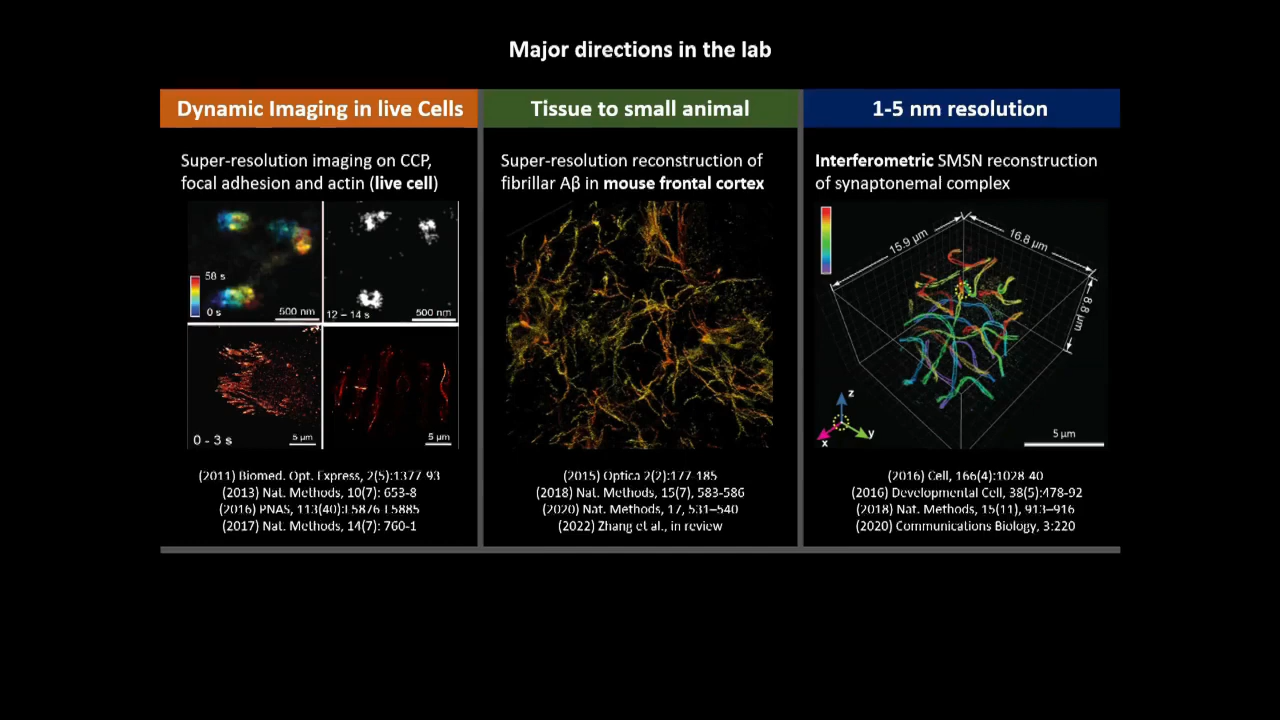 Major directions in the lab
Dynamic Imaging in live Cells
Super-resolution imaging on CCP,
focal adhesion and actin (live cell)
58 s
0 s
500 nm
12 – 14 s
500 nm
0 - 3 s
5 µm
5 µm
(2011) Biomed. Opt. Express, 2(5):1377-93
(2013) Nat. Methods, 10(7): 653-8
(2016) PNAS, 113(40):E5876-E5885
(2017) Nat. Methods, 14(7): 760-1
Tissue to small animal
Super-resolution reconstruction of
fibrillar Aβ in mouse frontal cortex
(2015) Optica 2(2):177-185
(2018) Nat. Methods, 15(7), 583-586
(2020) Nat. Methods, 17, 531–540
(2022) Zhang et al., in review
1-5 nm resolution
Interferometric SMSN reconstruction
of synaptonemal complex
15.9 µm
16.8 µm
8.8 µm
z
y
x
5 µm
(2016) Cell, 166(4):1028-40
(2016) Developmental Cell, 38(5):478-92
(2018) Nat. Methods, 15(11), 913–916
(2020) Communications Biology, 3:220